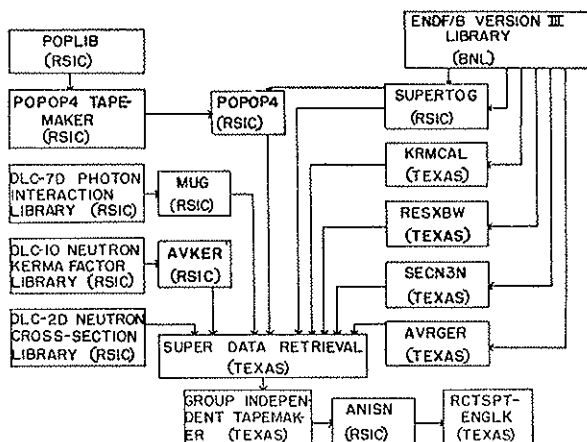 ENDF/B VERSION III
LIBRARY
(BNL)
POPLIB
(RSIC)
POPOP4 TAPE-
MAKER
(RSIC)
POPOP4
(RSIC)
SUPERTOG
(RSIC)
KRMCAL
(TEXAS)
DLC-7D PHOTON
INTERACTION
LIBRARY (RSIC)
MUG
(RSIC)
RESXBW
(TEXAS)
DLC-10 NEUTRON
KERMA FACTOR
LIBRARY (RSIC)
AVKER
(RSIC)
SECN3N
(TEXAS)
DLC-2D NEUTRON
CROSS-SECTION
LIBRARY (RSIC)
SUPER DATA RETRIEVAL
(TEXAS)
AVRGER
(TEXAS)
GROUP INDEPEN-
DENT TAPEMAK-
ER (TEXAS)
ANISN
(RSIC)
RCTSPT-
ENGLK
(TEXAS)